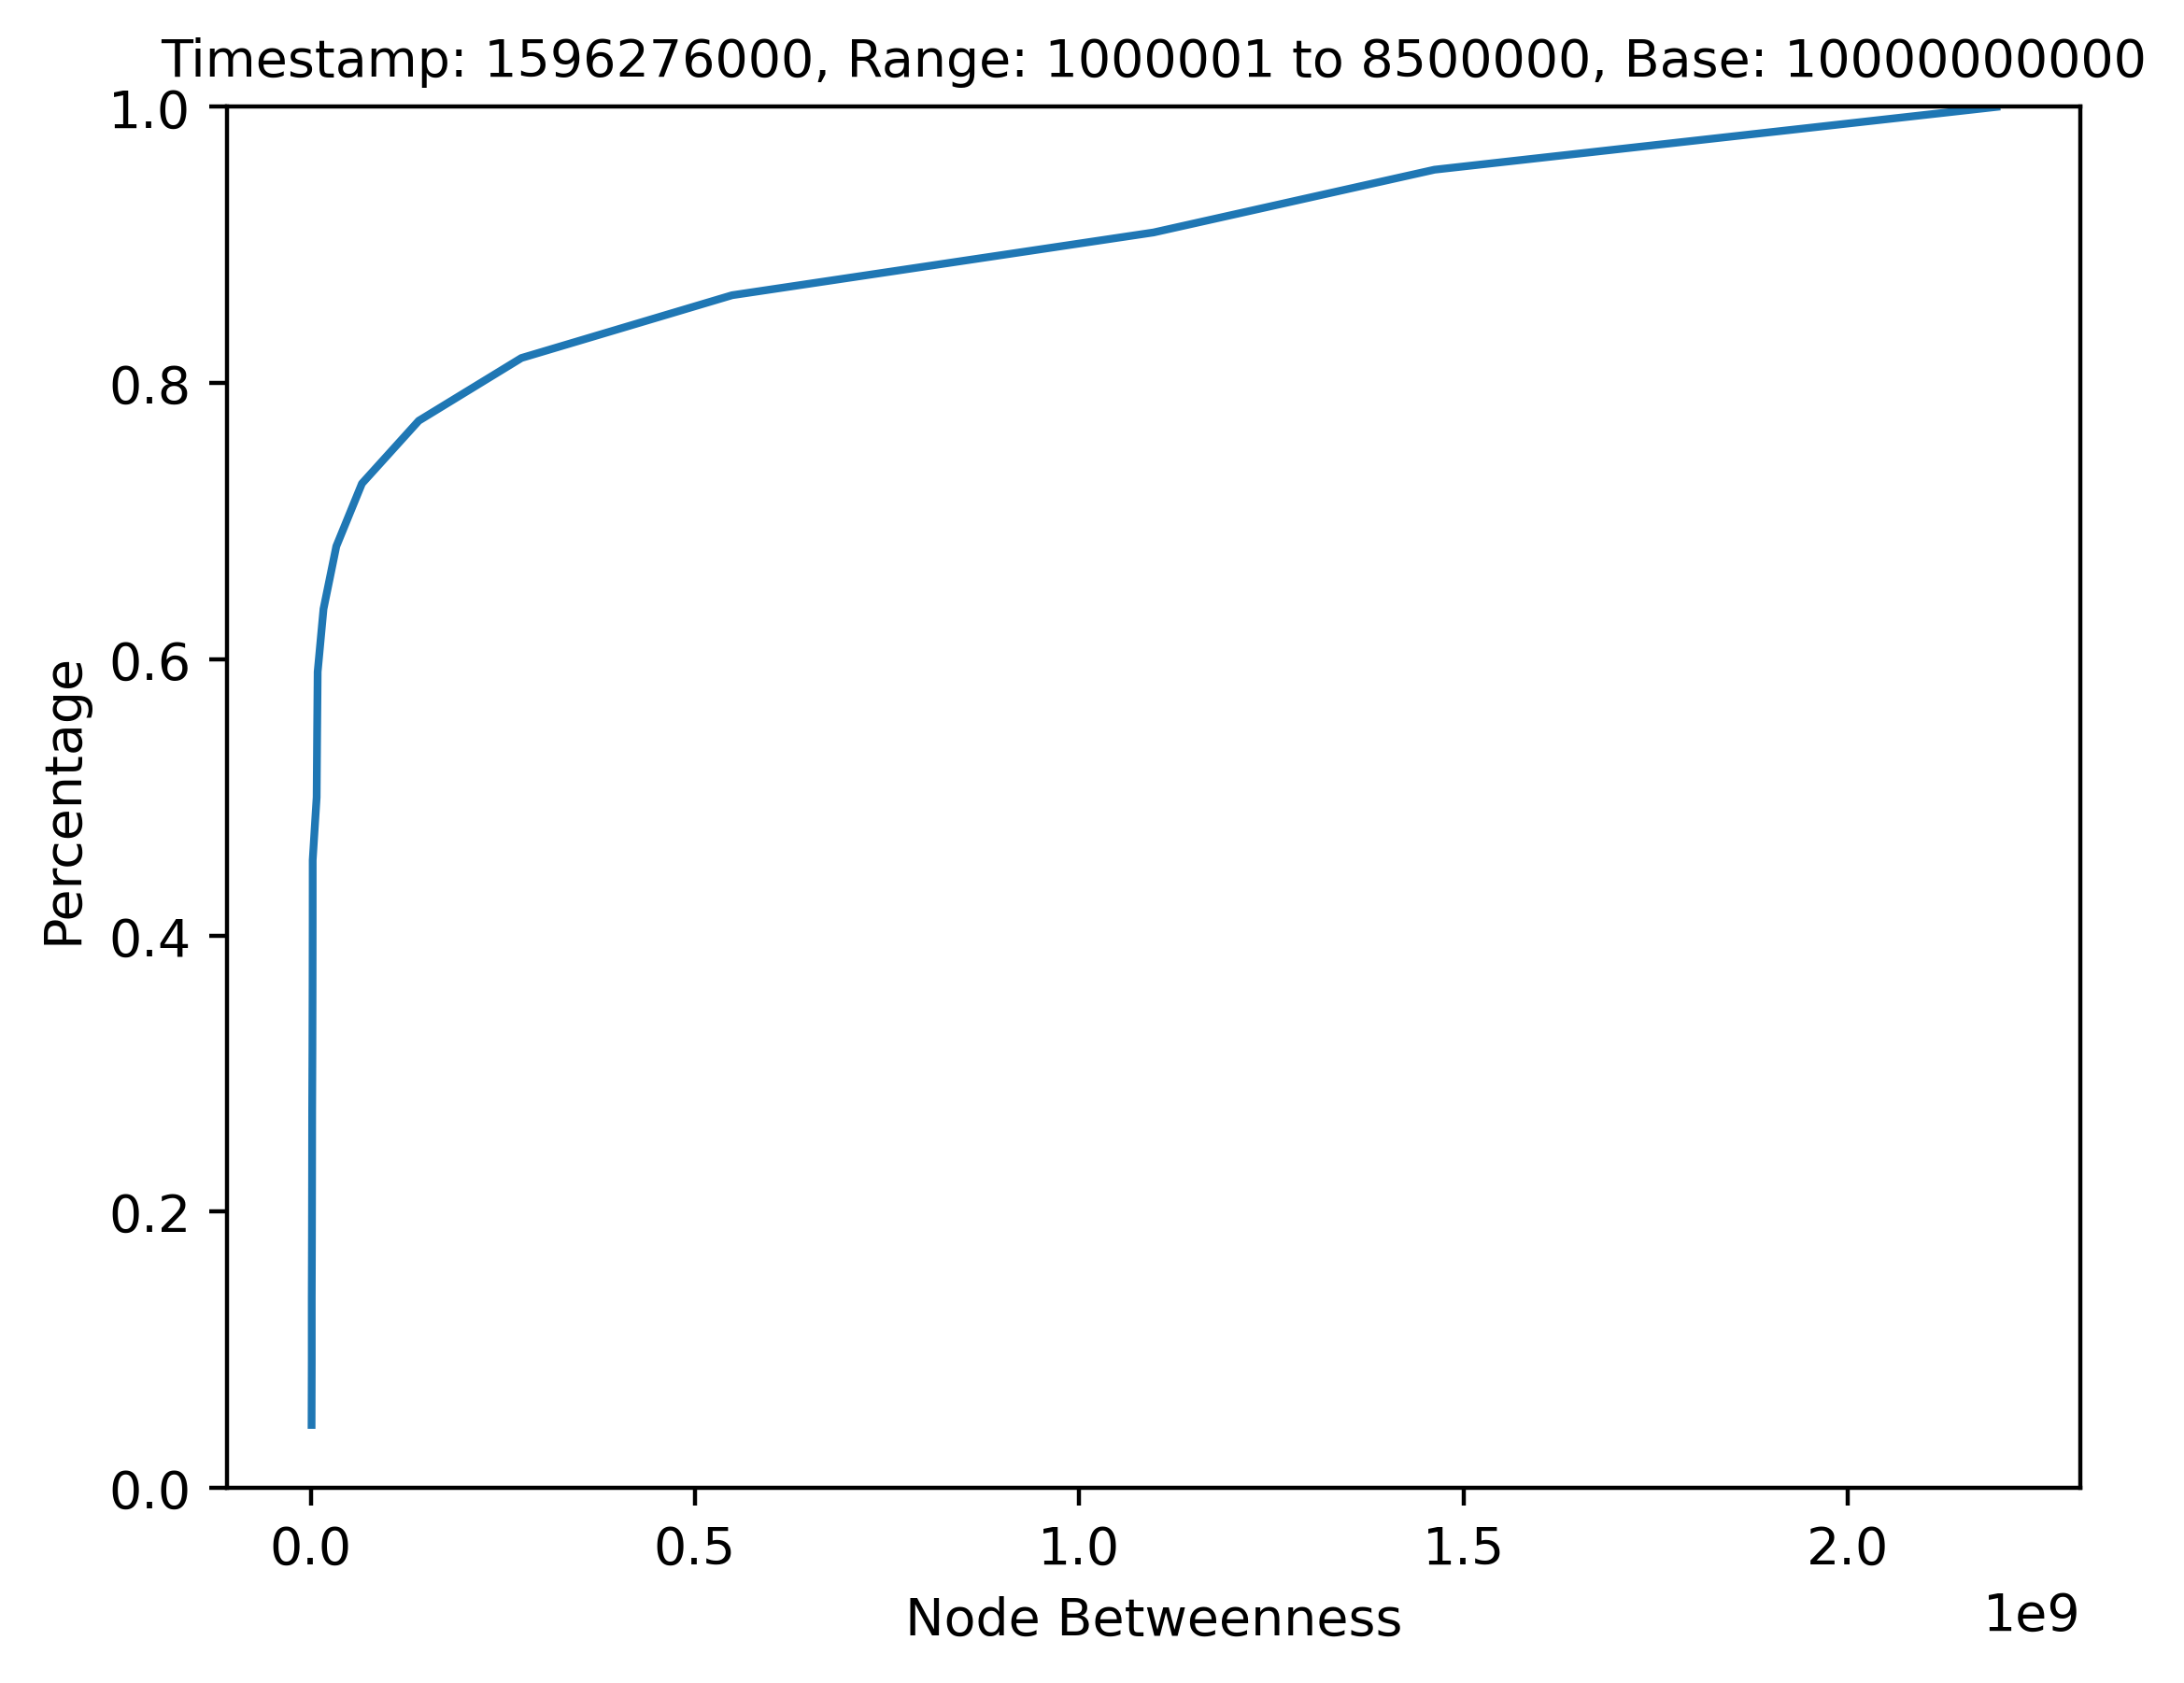 Timestamp: 1596276000, Range: 1000001 to 8500000, Base: 10000000000
1.0
0.8
0.6
0.4
0.2
0.0
Percentage
0.0 0.5 1.0 1.5 2.0
1e9
Node Betweenness